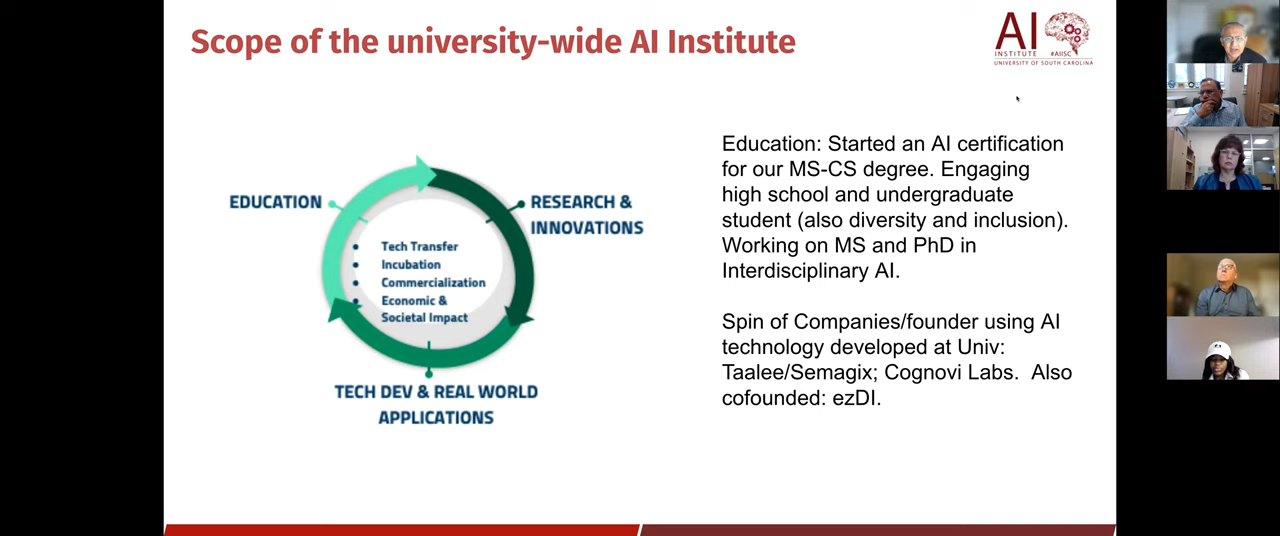 Scope of the university-wide AI Institute
AI
INSTITUTE #AIISC
UNIVERSITY OF SOUTH CAROLINA
EDUCATION
RESEARCH &
INNOVATIONS
• Tech Transfer
• Incubation
• Commercialization
• Economic &
Societal Impact
TECH DEV & REAL WORLD
APPLICATIONS
Education: Started an AI certification
for our MS-CS degree. Engaging
high school and undergraduate
student (also diversity and inclusion).
Working on MS and PhD in
Interdisciplinary AI.
Spin of Companies/founder using AI
technology developed at Univ:
Taalee/Semagix; Cognovi Labs. Also
cofounded: ezDI.